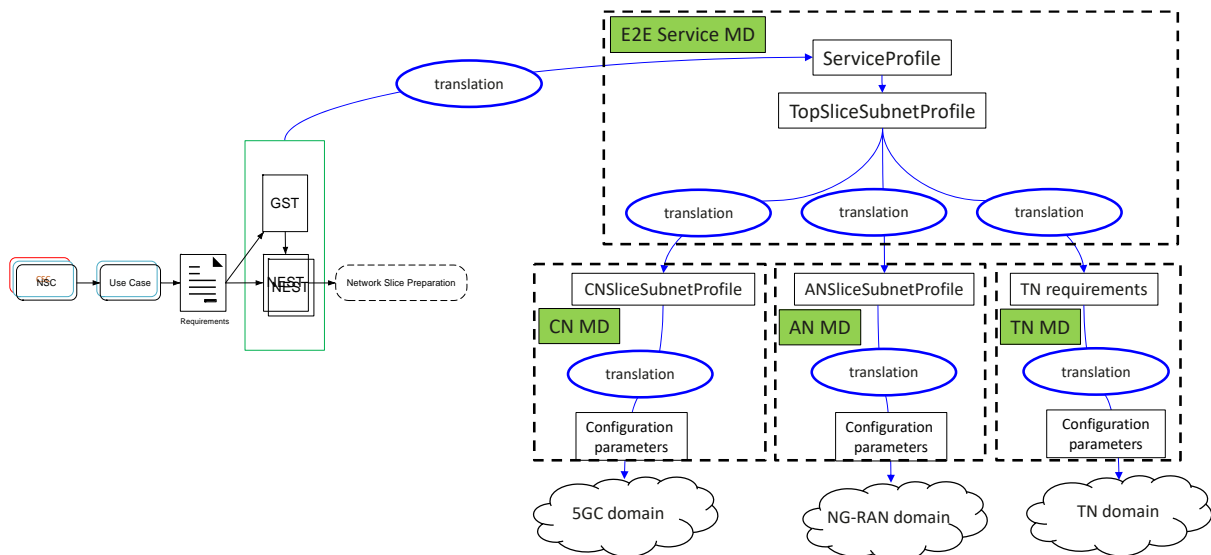 E2E Service MD
ServiceProfile
translation
TopSliceSubnetProfile
GST
translation
translation
translation
NSC
Use Case
NEST
NEST
Network Slice Preparation
Requirements
CNSliceSubnetProfile
ANSliceSubnetProfile
TN requirements
CN MD
AN MD
TN MD
translation
translation
translation
Configuration
parameters
Configuration
parameters
Configuration
parameters
5GC domain
NG-RAN domain
TN domain